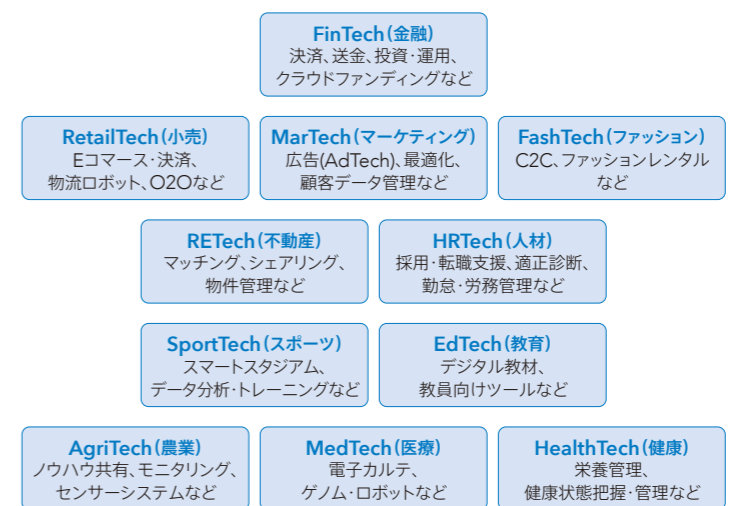 FinTech(金融)
決済、送金、投資・運用、
クラウドファンディングなど
RetailTech(小売)
Eコマース・決済、
物流ロボット、O2Oなど
MarTech(マーケティング)
広告(AdTech)、最適化、
顧客データ管理など
FashTech(ファッション)
C2C、ファッションレンタル
など
RETech(不動産)
マッチング、シェアリング、
物件管理など
HRTech(人材)
採用・転職支援、適正診断、
勤怠・労務管理など
SportTech(スポーツ)
スマートスタジアム、
データ分析・トレーニングなど
EdTech(教育)
デジタル教材、
教員向けツールなど
AgriTech(農業)
ノウハウ共有、モニタリング、
センサーシステムなど
MedTech(医療)
電子カルテ、
ゲノム・ロボットなど
HealthTech(健康)
栄養管理、
健康状態把握・管理など